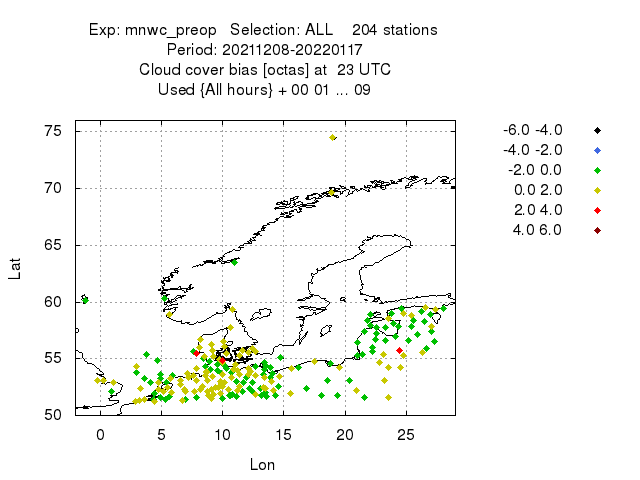 Exp: mnwc_preop   Selection: ALL    204 stations
Period: 20211208-20220117
Cloud cover bias [octas] at  23 UTC
Used {All hours} + 00 01 ... 09
-6.0 -4.0
-4.0 -2.0
-2.0 0.0
0.0 2.0
2.0 4.0
4.0 6.0
75
70
65
60
55
50
Lat
0 5 10 15 20 25
Lon